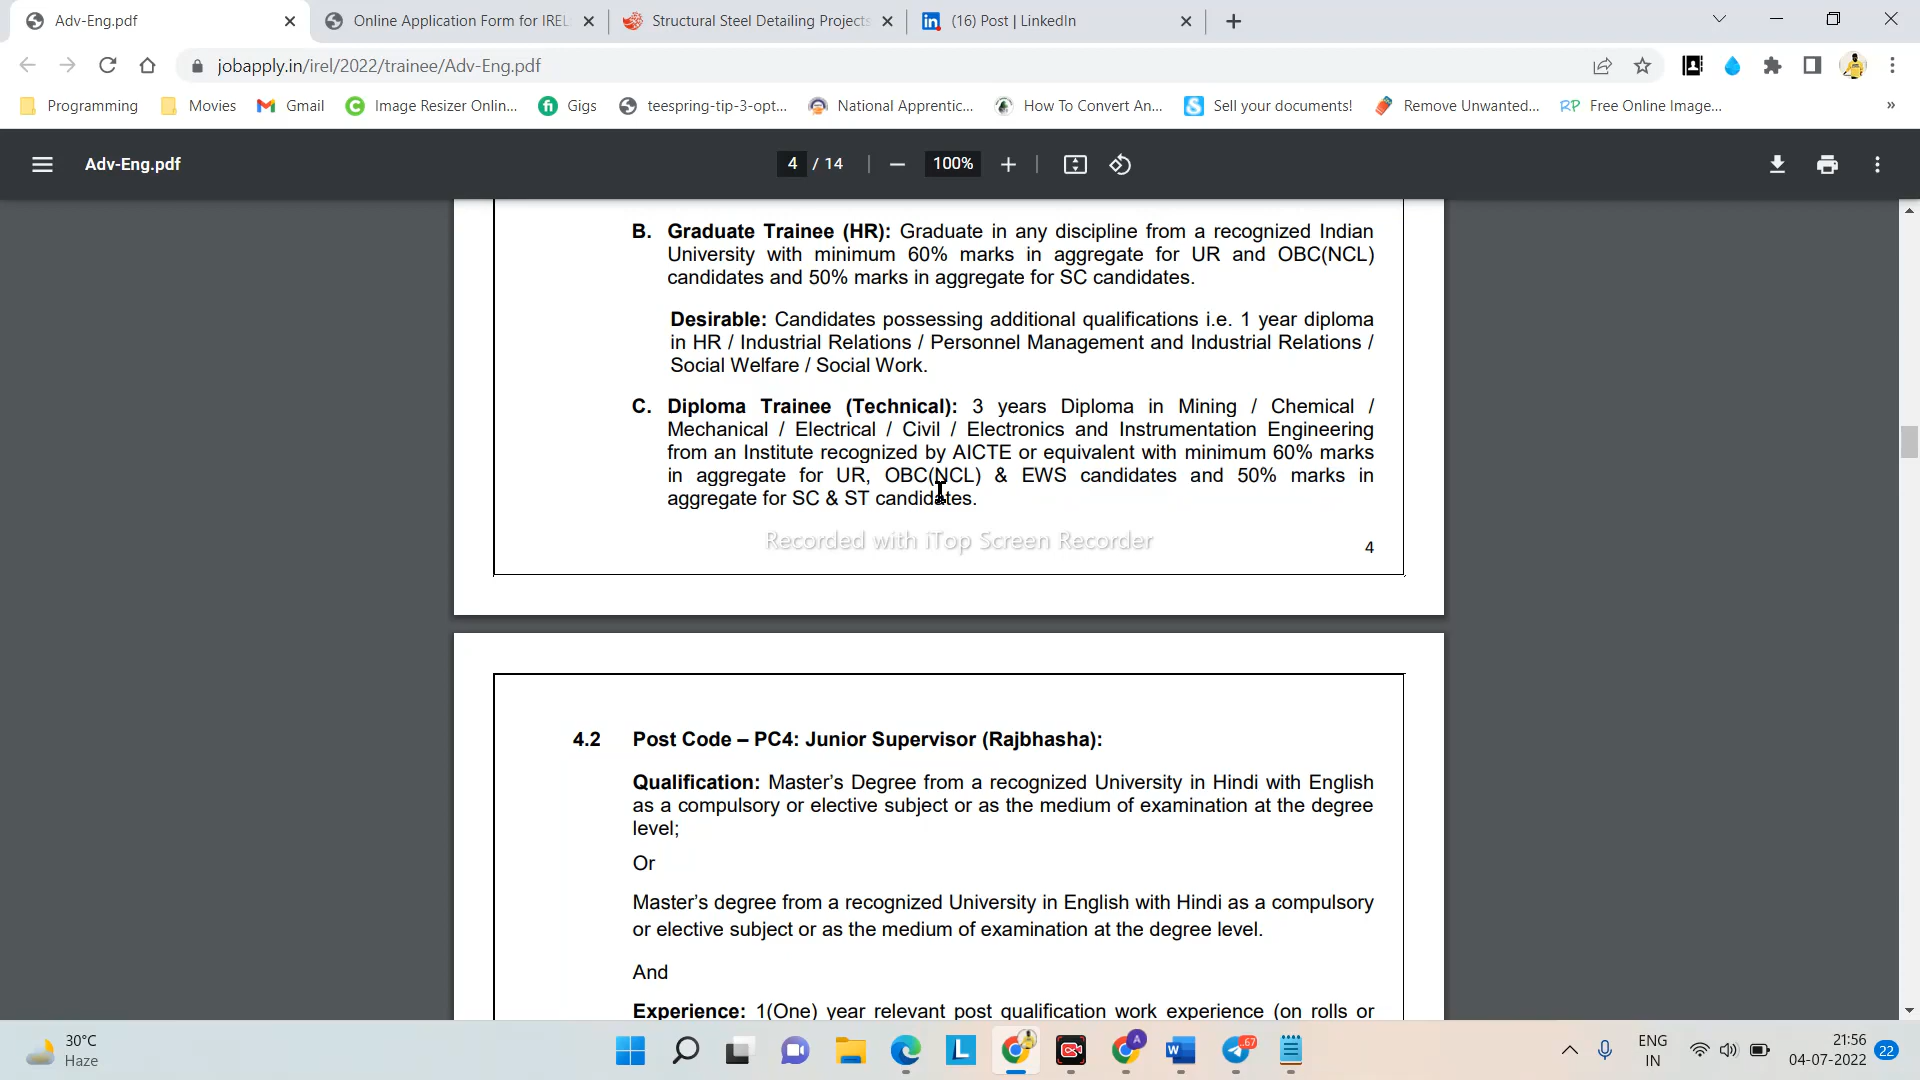 Adv-Eng.pdf
Online Application Form for IREL
Structural Steel Detailing Projects
(16) Post | LinkedIn
jobapply.in/irel/2022/trainee/Adv-Eng.pdf
Programming
Movies
Gmail
Image Resizer Onlin...
Gigs
teespring-tip-3-opt...
National Apprentic...
How To Convert An...
Sell your documents!
Remove Unwanted...
Free Online Image...
»
Adv-Eng.pdf
4 / 14
100%
B. Graduate Trainee (HR): Graduate in any discipline from a recognized Indian
University with minimum 60% marks in aggregate for UR and OBC(NCL)
candidates and 50% marks in aggregate for SC candidates.
Desirable: Candidates possessing additional qualifications i.e. 1 year diploma
in HR / Industrial Relations / Personnel Management and Industrial Relations /
Social Welfare / Social Work.
C. Diploma Trainee (Technical): 3 years Diploma in Mining / Chemical /
Mechanical / Electrical / Civil / Electronics and Instrumentation Engineering
from an Institute recognized by AICTE or equivalent with minimum 60% marks
in aggregate for UR, OBC(NCL) & EWS candidates and 50% marks in
aggregate for SC & ST candidates.
Recorded with iTop Screen Recorder
4
4.2 Post Code – PC4: Junior Supervisor (Rajbhasha):
Qualification: Master's Degree from a recognized University in Hindi with English
as a compulsory or elective subject or as the medium of examination at the degree
level;
Or
Master's degree from a recognized University in English with Hindi as a compulsory
or elective subject or as the medium of examination at the degree level.
And
Experience: 1(One) year relevant post qualification work experience (on rolls or
30°C
Haze
67
ENG
IN
21:56
04-07-2022
22